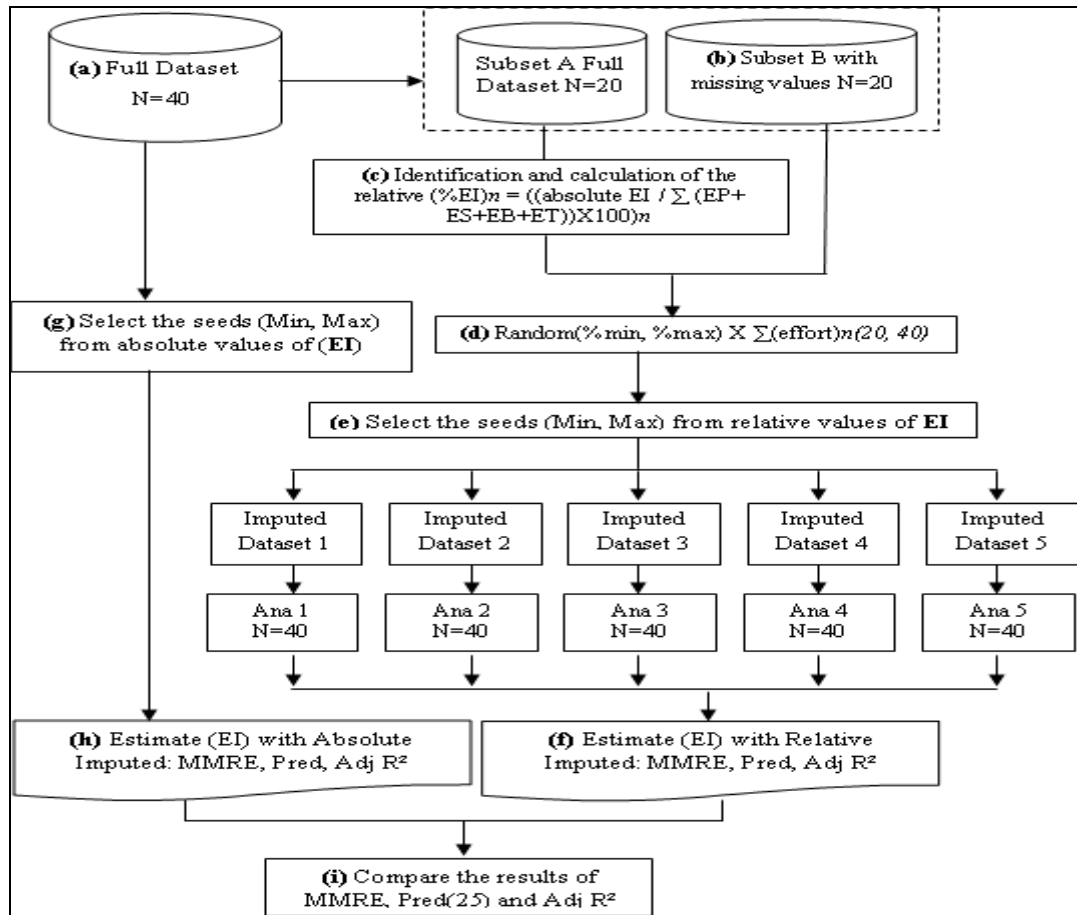 (a) Full Dataset
N=40
Subset A Full
Dataset N=20
(b) Subset B with
missing values N=20
(c) Identification and calculation of the
relative (%EI)n = ((absolute EI / ∑ (EP+
ES+EB+ET))X100)n
(g) Select the seeds (Min, Max)
from absolute values of (EI)
(d) Random(%min, %max) X ∑(effort)n(20, 40)
(e) Select the seeds (Min, Max) from relative values of EI
Imputed
Dataset 1
Imputed
Dataset 2
Imputed
Dataset 3
Imputed
Dataset 4
Imputed
Dataset 5
Ana 1
N=40
Ana 2
N=40
Ana 3
N=40
Ana 4
N=40
Ana 5
N=40
(h) Estimate (EI) with Absolute
Imputed: MMRE, Pred, Adj R²
(f) Estimate (EI) with Relative
Imputed: MMRE, Pred, Adj R²
(i) Compare the results of
MMRE, Pred(25) and Adj R²